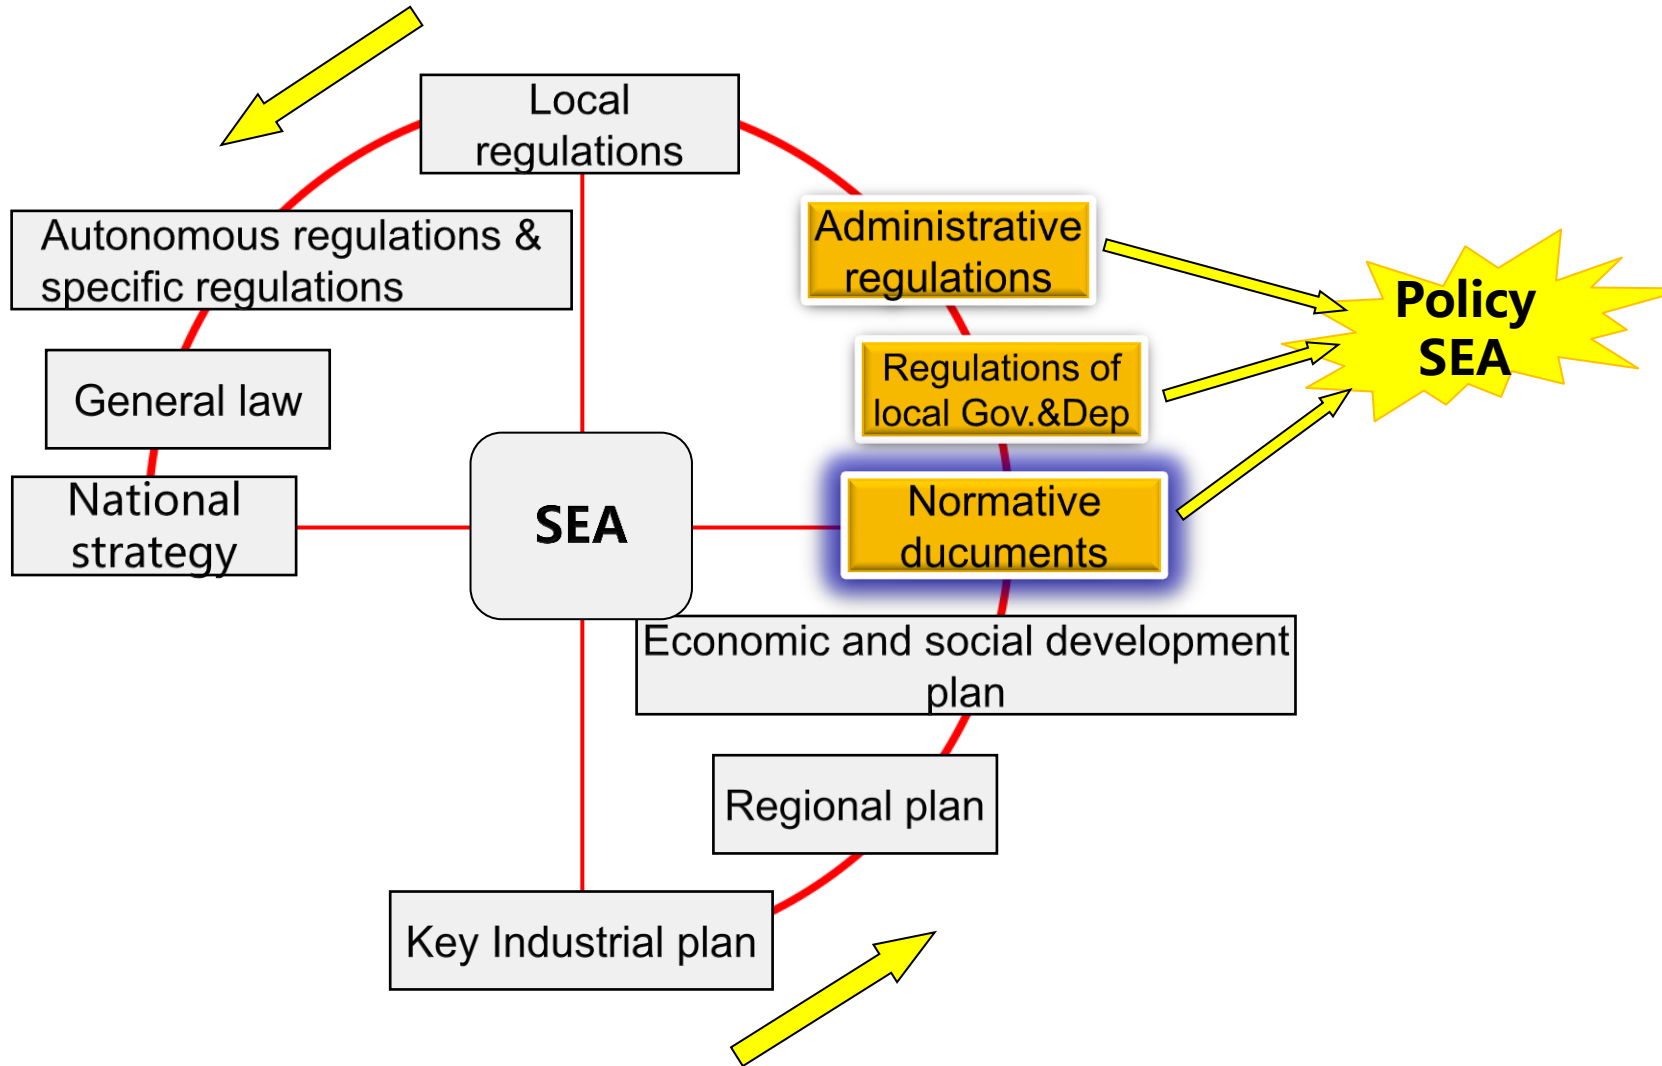 Local
regulations
Autonomous regulations &
specific regulations
Administrative
regulations
Policy
SEA
General law
Regulations of
local Gov.&Dep
National
strategy
SEA
Normative
ducuments
Economic and social development
plan
Regional plan
Key Industrial plan